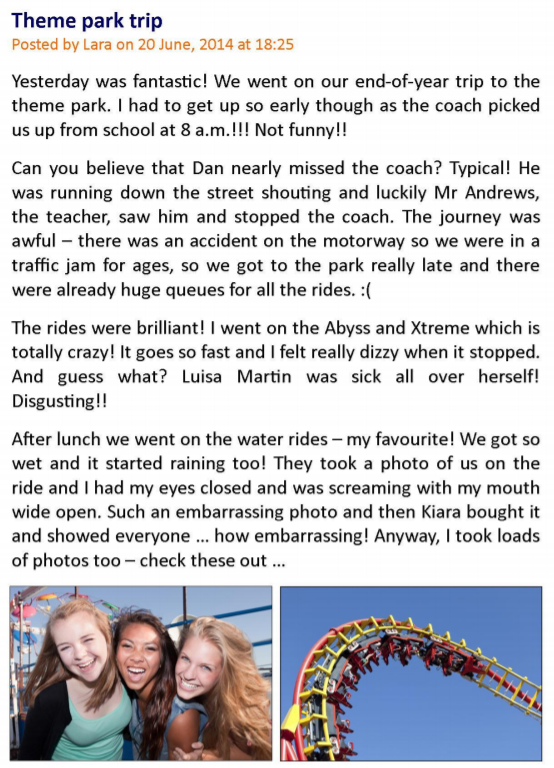 Theme park trip
Posted by Lara on 20 June, 2014 at 18:25
Yesterday was fantastic! We went on our end-of-year trip to the
theme park. I had to get up so early though as the coach picked
us up from school at 8 a.m.!!! Not funny!!
Can you believe that Dan nearly missed the coach? Typical! He
was running down the street shouting and luckily Mr Andrews,
the teacher, saw him and stopped the coach. The journey was
awful – there was an accident on the motorway so we were in a
traffic jam for ages, so we got to the park really late and there
were already huge queues for all the rides. :(
The rides were brilliant! I went on the Abyss and Xtreme which is
totally crazy! It goes so fast and I felt really dizzy when it stopped.
And guess what? Luisa Martin was sick all over herself!
Disgusting!!
After lunch we went on the water rides – my favourite! We got so
wet and it started raining too! They took a photo of us on the
ride and I had my eyes closed and was screaming with my mouth
wide open. Such an embarrassing photo and then Kiara bought it
and showed everyone ... how embarrassing! Anyway, I took loads
of photos too – check these out ...